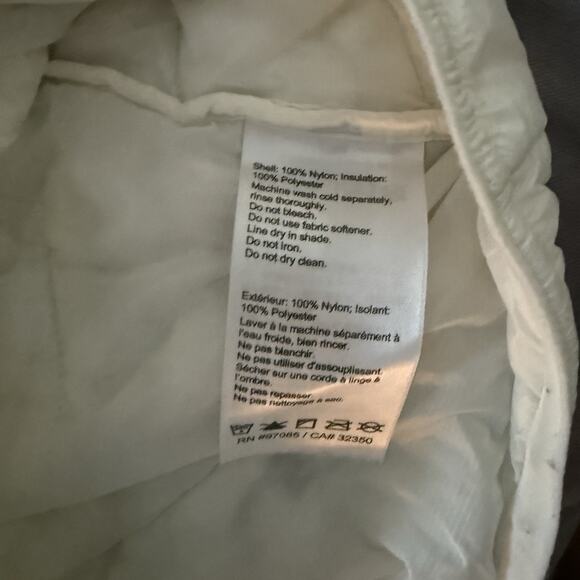 Shell: 100% Nylon; Insulation:
100% Polyester
Machine wash cold separately,
rinse thoroughly.
Do not bleach.
Do not use fabric softener.
Line dry in shade.
Do not iron.
Do not dry clean.
Extérieur: 100% Nylon; Isolant:
100% Polyester
Laver à la machine séparément à
l'eau froide, bien rincer.
Ne pas blanchir.
Ne pas utiliser d'assouplissant.
Sécher sur une corde à linge à
l'ombre.
Ne pas repasser.
Ne pas nettoyage à sec.
RN #97085 / CA# 32350